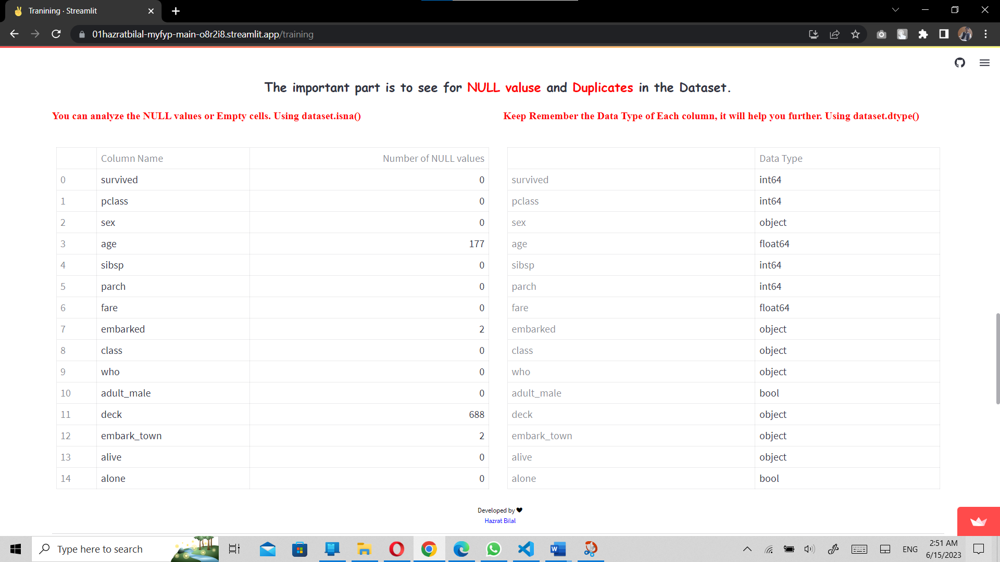 Tranining · Streamlit
01hazratbilal-myfyp-main-o8r2i8.streamlit.app/training
The important part is to see for NULL valuse and Duplicates in the Dataset.
You can analyze the NULL values or Empty cells. Using dataset.isna()
Keep Remember the Data Type of Each column, it will help you further. Using dataset.dtype()
Column Name Number of NULL values
0 survived 0
1 pclass 0
2 sex 0
3 age 177
4 sibsp 0
5 parch 0
6 fare 0
7 embarked 2
8 class 0
9 who 0
10 adult_male 0
11 deck 688
12 embark_town 2
13 alive 0
14 alone 0
Data Type
survived int64
pclass int64
sex object
age float64
sibsp int64
parch int64
fare float64
embarked object
class object
who object
adult_male bool
deck object
embark_town object
alive object
alone bool
Developed by ❤
Hazrat Bilal
Type here to search
ENG
2:51 AM
6/15/2023